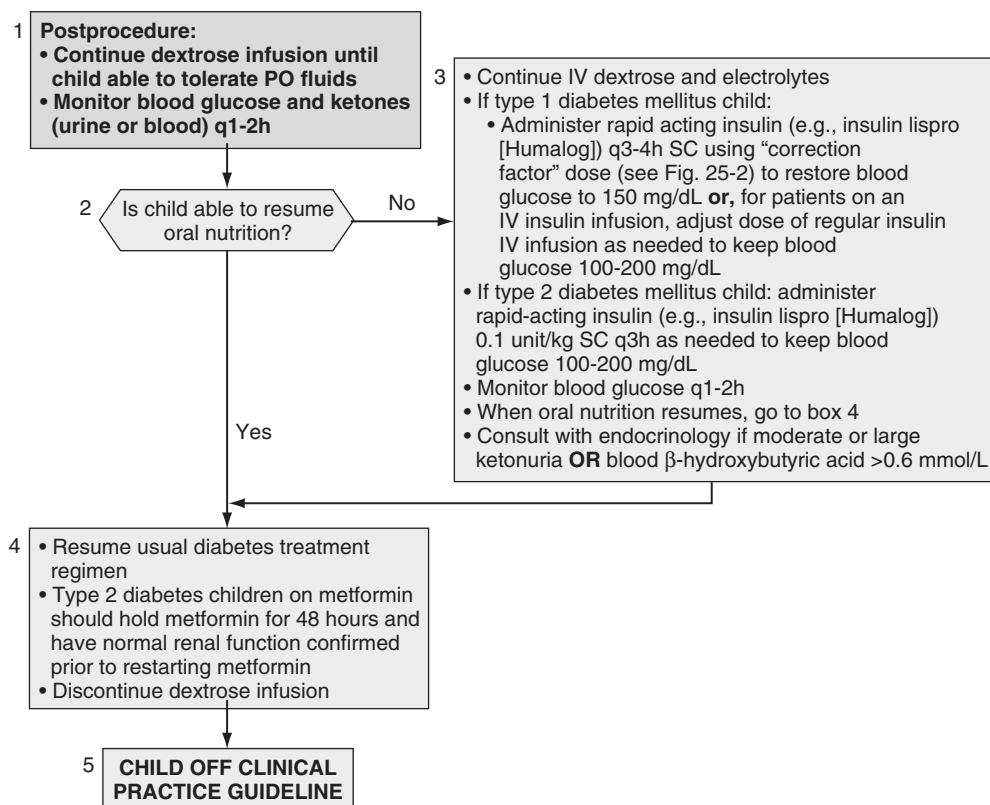 1
Postprocedure:
• Continue dextrose infusion until
child able to tolerate PO fluids
• Monitor blood glucose and ketones
(urine or blood) q1-2h
2
Is child able to resume
oral nutrition?
No
3
• Continue IV dextrose and electrolytes
• If type 1 diabetes mellitus child:
• Administer rapid acting insulin (e.g., insulin lispro
[Humalog]) q3-4h SC using “correction
factor” dose (see Fig. 25-2) to restore blood
glucose to 150 mg/dL or, for patients on an
IV insulin infusion, adjust dose of regular insulin
IV infusion as needed to keep blood
glucose 100-200 mg/dL
• If type 2 diabetes mellitus child: administer
rapid-acting insulin (e.g., insulin lispro [Humalog])
0.1 unit/kg SC q3h as needed to keep blood
glucose 100-200 mg/dL
• Monitor blood glucose q1-2h
• When oral nutrition resumes, go to box 4
• Consult with endocrinology if moderate or large
ketonuria OR blood β-hydroxybutyric acid >0.6 mmol/L
Yes
4
• Resume usual diabetes treatment
regimen
• Type 2 diabetes children on metformin
should hold metformin for 48 hours and
have normal renal function confirmed
prior to restarting metformin
• Discontinue dextrose infusion
5
CHILD OFF CLINICAL
PRACTICE GUIDELINE